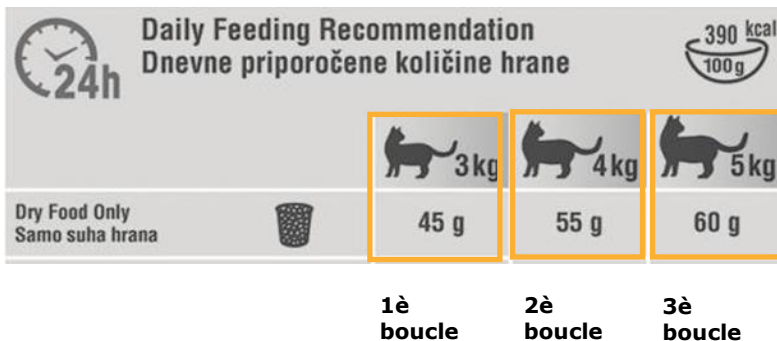 24h
Daily Feeding Recommendation
Dnevne priporočene količine hrane
390 kcal
100g
3kg
4kg
5kg
Dry Food Only
Samo suha hrana
45 g
55 g
60 g
1è
boucle
2è
boucle
3è
boucle